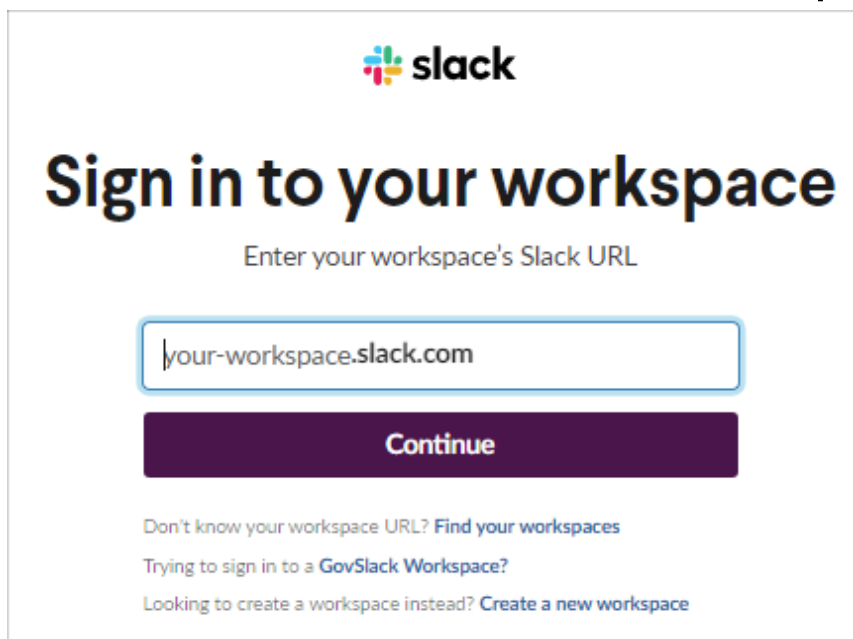 slack
Sign in to your workspace
Enter your workspace's Slack URL
your-workspace.slack.com
Continue
Don't know your workspace URL? Find your workspaces
Trying to sign in to a GovSlack Workspace?
Looking to create a workspace instead? Create a new workspace